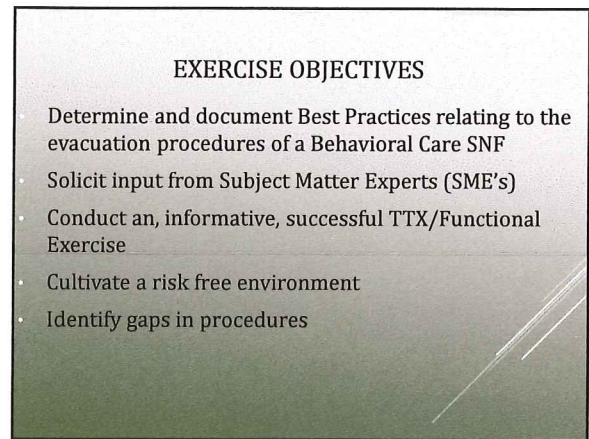 EXERCISE OBJECTIVES
Determine and document Best Practices relating to the
evacuation procedures of a Behavioral Care SNF
Solicit input from Subject Matter Experts (SME's)
Conduct an, informative, successful TTX/Functional
Exercise
Cultivate a risk free environment
Identify gaps in procedures